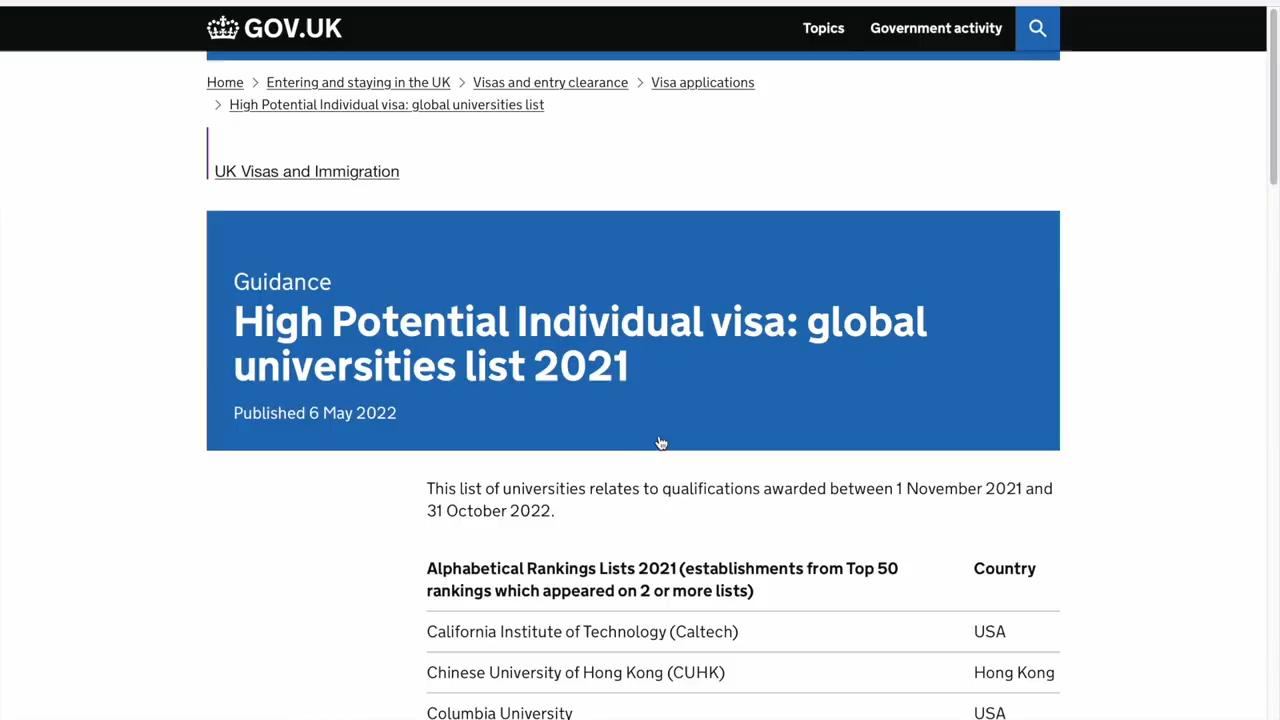 GOV.UK
Topics
Government activity
Home > Entering and staying in the UK > Visas and entry clearance > Visa applications
> High Potential Individual visa: global universities list
UK Visas and Immigration
Guidance
High Potential Individual visa: global
universities list 2021
Published 6 May 2022
This list of universities relates to qualifications awarded between 1 November 2021 and
31 October 2022.
Alphabetical Rankings Lists 2021 (establishments from Top 50 Country
rankings which appeared on 2 or more lists)
California Institute of Technology (Caltech) USA
Chinese University of Hong Kong (CUHK) Hong Kong
Columbia University USA